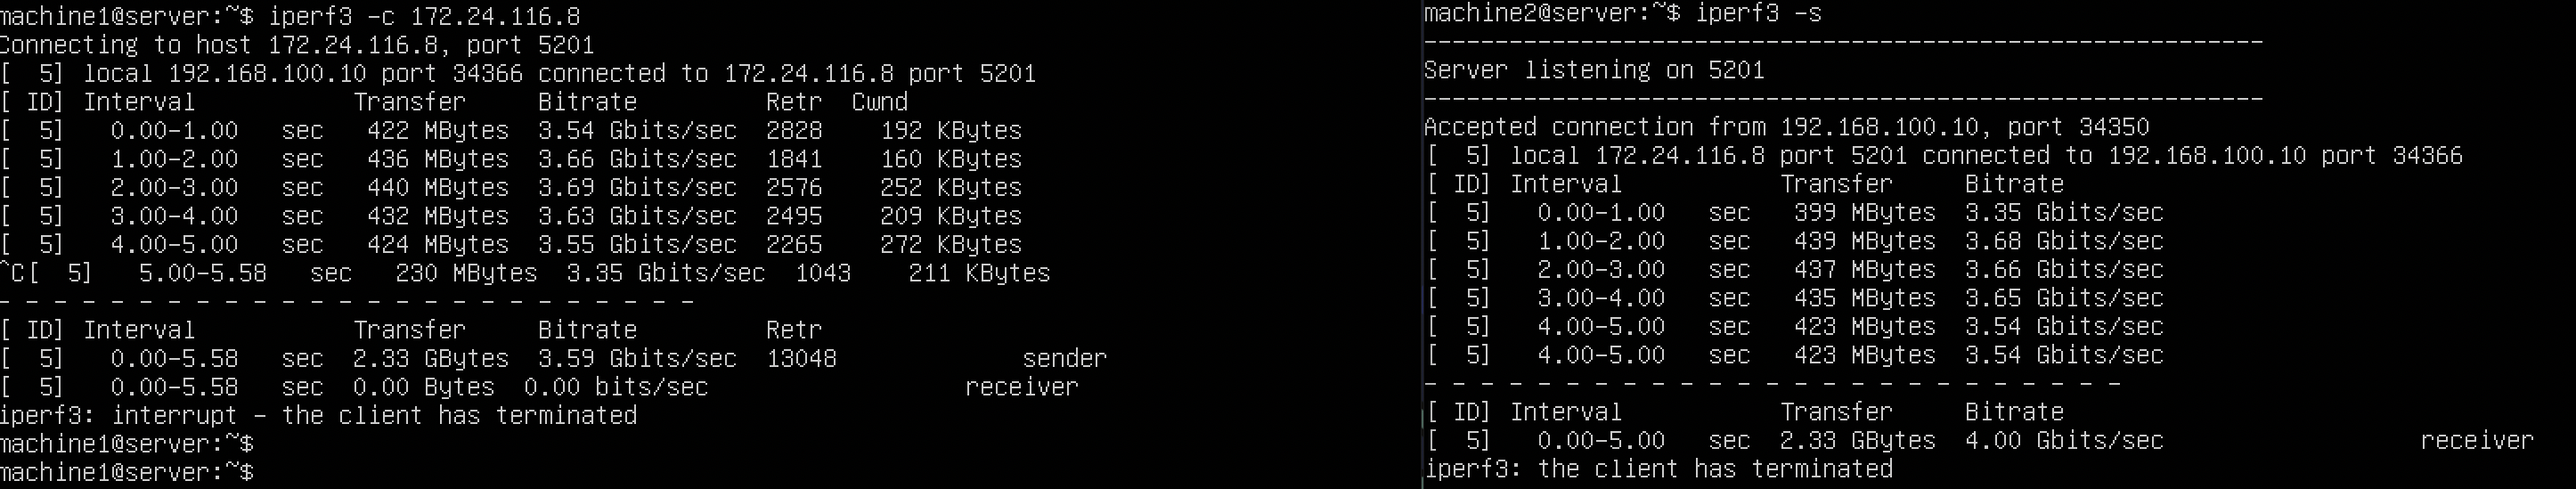 machine1@server:~$ iperf3 -c 172.24.116.8
Connecting to host 172.24.116.8, port 5201
[  5] local 192.168.100.10 port 34366 connected to 172.24.116.8 port 5201
[ ID] Interval           Transfer     Bitrate         Retr  Cwnd
[  5]   0.00-1.00   sec   422 MBytes  3.54 Gbits/sec  2828    192 KBytes
[  5]   1.00-2.00   sec   436 MBytes  3.66 Gbits/sec  1841    160 KBytes
[  5]   2.00-3.00   sec   440 MBytes  3.69 Gbits/sec  2576    252 KBytes
[  5]   3.00-4.00   sec   432 MBytes  3.63 Gbits/sec  2495    209 KBytes
[  5]   4.00-5.00   sec   424 MBytes  3.55 Gbits/sec  2265    272 KBytes
^C[  5]   5.00-5.58   sec   230 MBytes  3.35 Gbits/sec  1043    211 KBytes
- - - - - - - - - - - - - - - - - - - - - - - - -
[ ID] Interval           Transfer     Bitrate         Retr
[  5]   0.00-5.58   sec  2.33 GBytes  3.59 Gbits/sec  13048             sender
[  5]   0.00-5.58   sec  0.00 Bytes  0.00 bits/sec                  receiver
iperf3: interrupt - the client has terminated
machine1@server:~$
machine1@server:~$
machine2@server:~$ iperf3 -s
-----------------------------------------------------------
Server listening on 5201
-----------------------------------------------------------
Accepted connection from 192.168.100.10, port 34350
[  5] local 172.24.116.8 port 5201 connected to 192.168.100.10 port 34366
[ ID] Interval           Transfer     Bitrate
[  5]   0.00-1.00   sec   399 MBytes  3.35 Gbits/sec
[  5]   1.00-2.00   sec   439 MBytes  3.68 Gbits/sec
[  5]   2.00-3.00   sec   437 MBytes  3.66 Gbits/sec
[  5]   3.00-4.00   sec   435 MBytes  3.65 Gbits/sec
[  5]   4.00-5.00   sec   423 MBytes  3.54 Gbits/sec
[  5]   4.00-5.00   sec   423 MBytes  3.54 Gbits/sec
- - - - - - - - - - - - - - - - - - - - - - - - -
[ ID] Interval           Transfer     Bitrate
[  5]   0.00-5.00   sec  2.33 GBytes  4.00 Gbits/sec                  receiver
iperf3: the client has terminated